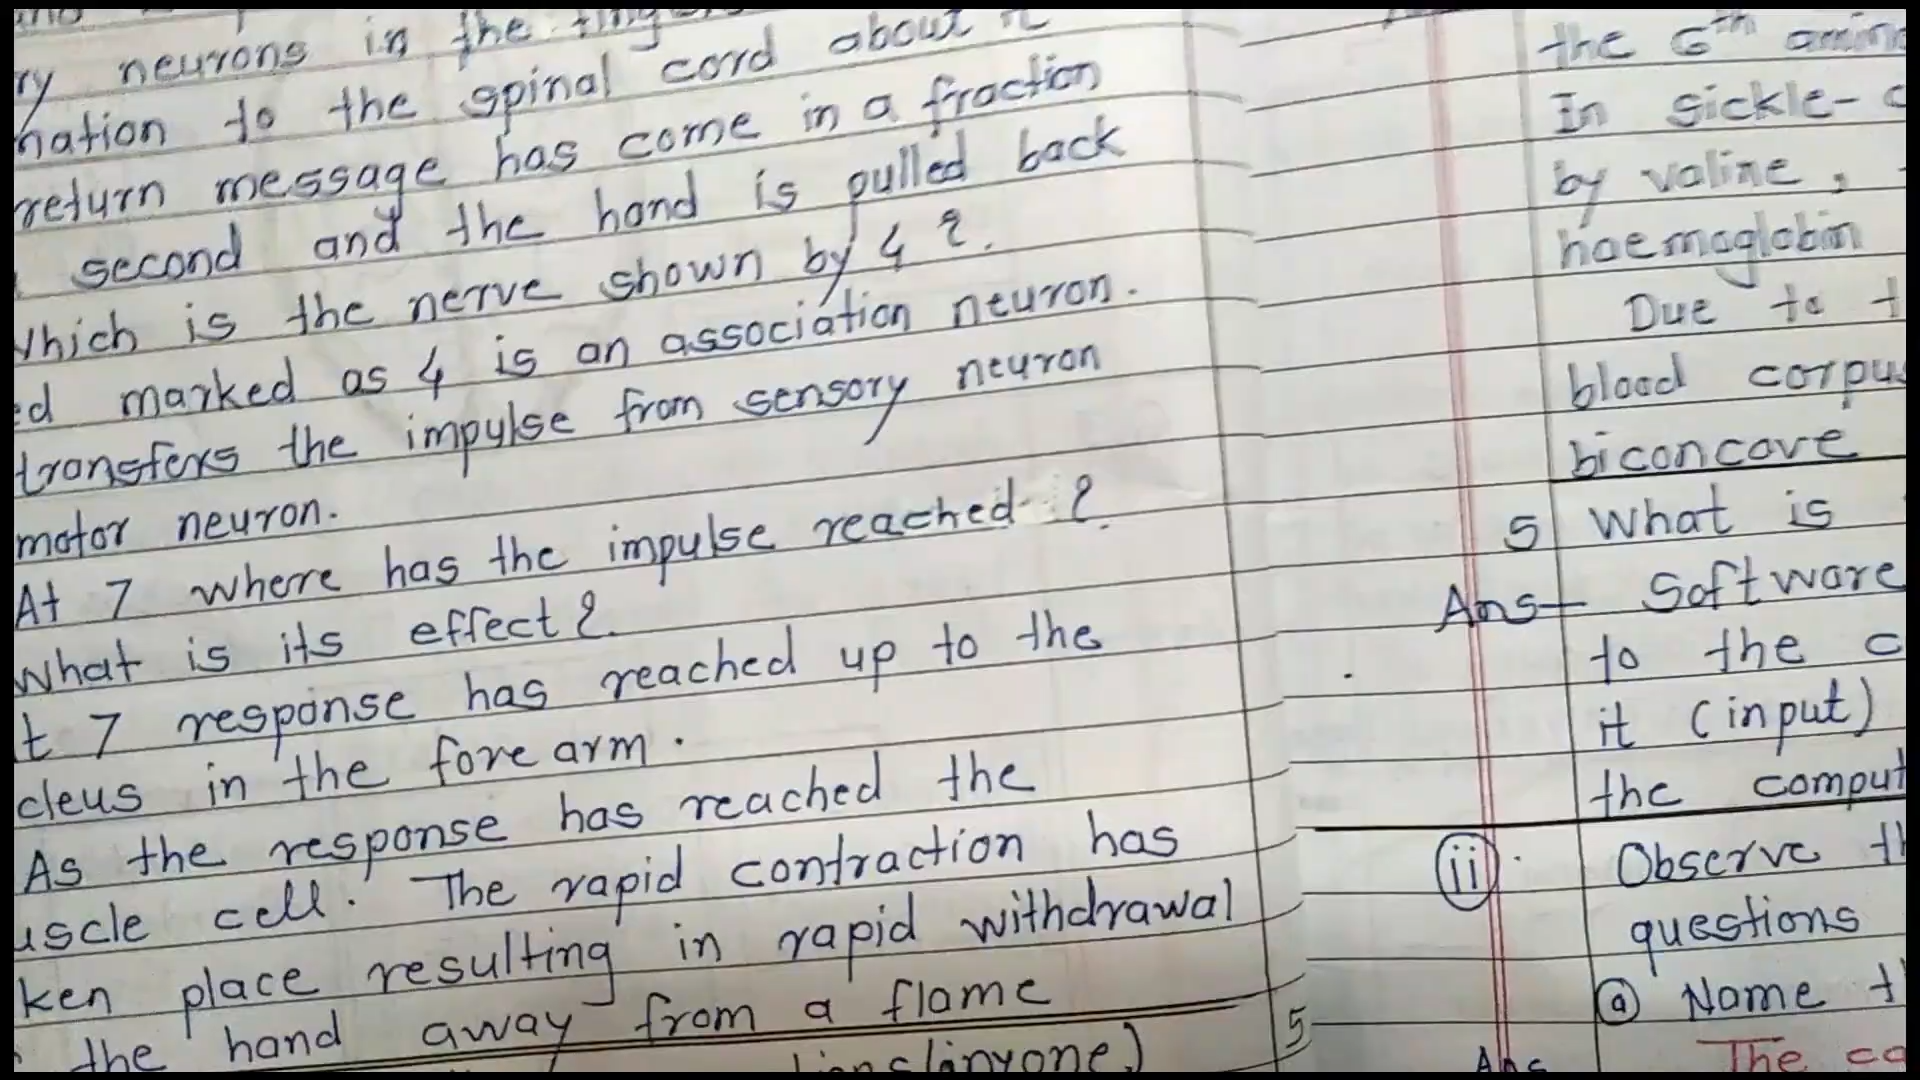 neurons in the
to the spinal cord about it
return message has come in a fraction
second and the hand is pulled back
Which is the nerve shown by 4 ?
marked as 4 is an association neuron.
transfers the impulse from sensory neuron
motor neuron.
At 7 where has the impulse reached ?
What is its effect ?
7 response has reached up to the
in the fore arm.
As the response has reached the
cell. The rapid contraction has
place resulting in rapid withdrawal
the hand away from a flame
5
the 6th
In sickle-
by valine,
haemoglobin
Due to
blood
biconcave
5 What is
Ans— Software
to the
it (input)
the
(ii) Observe
questions
(a) Name
Ans The